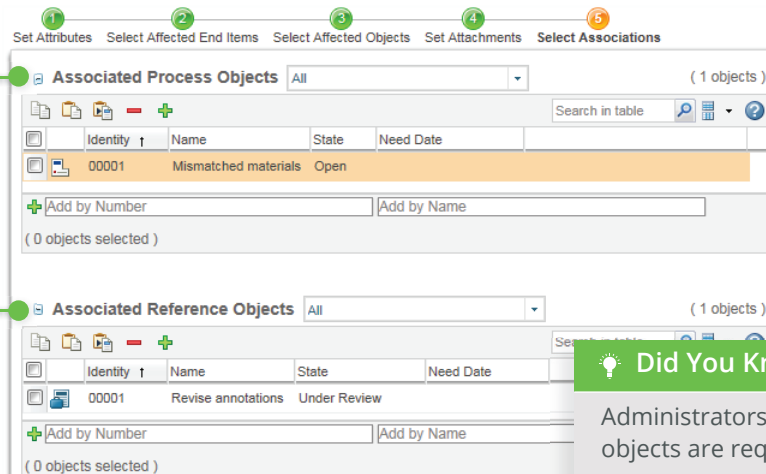 1 2 3 4 5
Set Attributes Select Affected End Items Select Affected Objects Set Attachments Select Associations
Associated Process Objects All ( 1 objects )
Search in table
Identity ↑ Name State Need Date
00001 Mismatched materials Open
Add by Number Add by Name
( 0 objects selected )
Associated Reference Objects All ( 1 objects )
Identity ↑ Name State Need Date
00001 Revise annotations Under Review
Add by Number Add by Name
( 0 objects selected )
Did You Kn
Administrators
objects are req